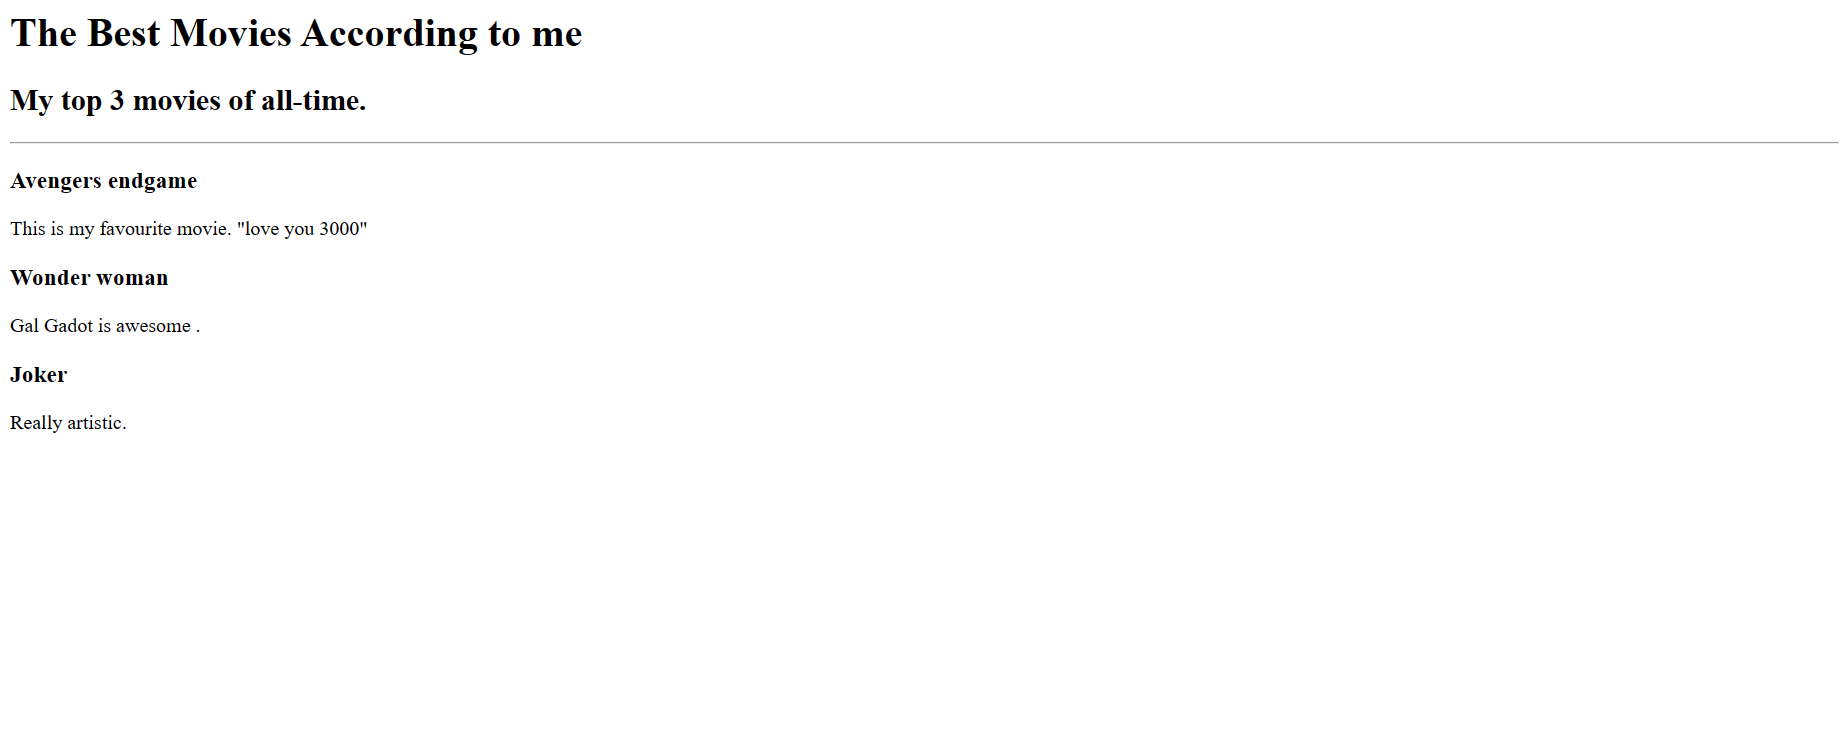 The Best Movies According to me
My top 3 movies of all-time.
Avengers endgame
This is my favourite movie. "love you 3000"
Wonder woman
Gal Gadot is awesome .
Joker
Really artistic.